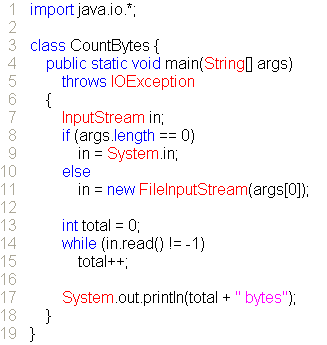 1 import java.io.*;
2
3 class CountBytes {
4     public static void main(String[] args)
5         throws IOException
6     {
7         InputStream in;
8         if (args.length == 0)
9             in = System.in;
10         else
11             in = new FileInputStream(args[0]);
12
13         int total = 0;
14         while (in.read() != -1)
15             total++;
16
17         System.out.println(total + " bytes");
18     }
19 }